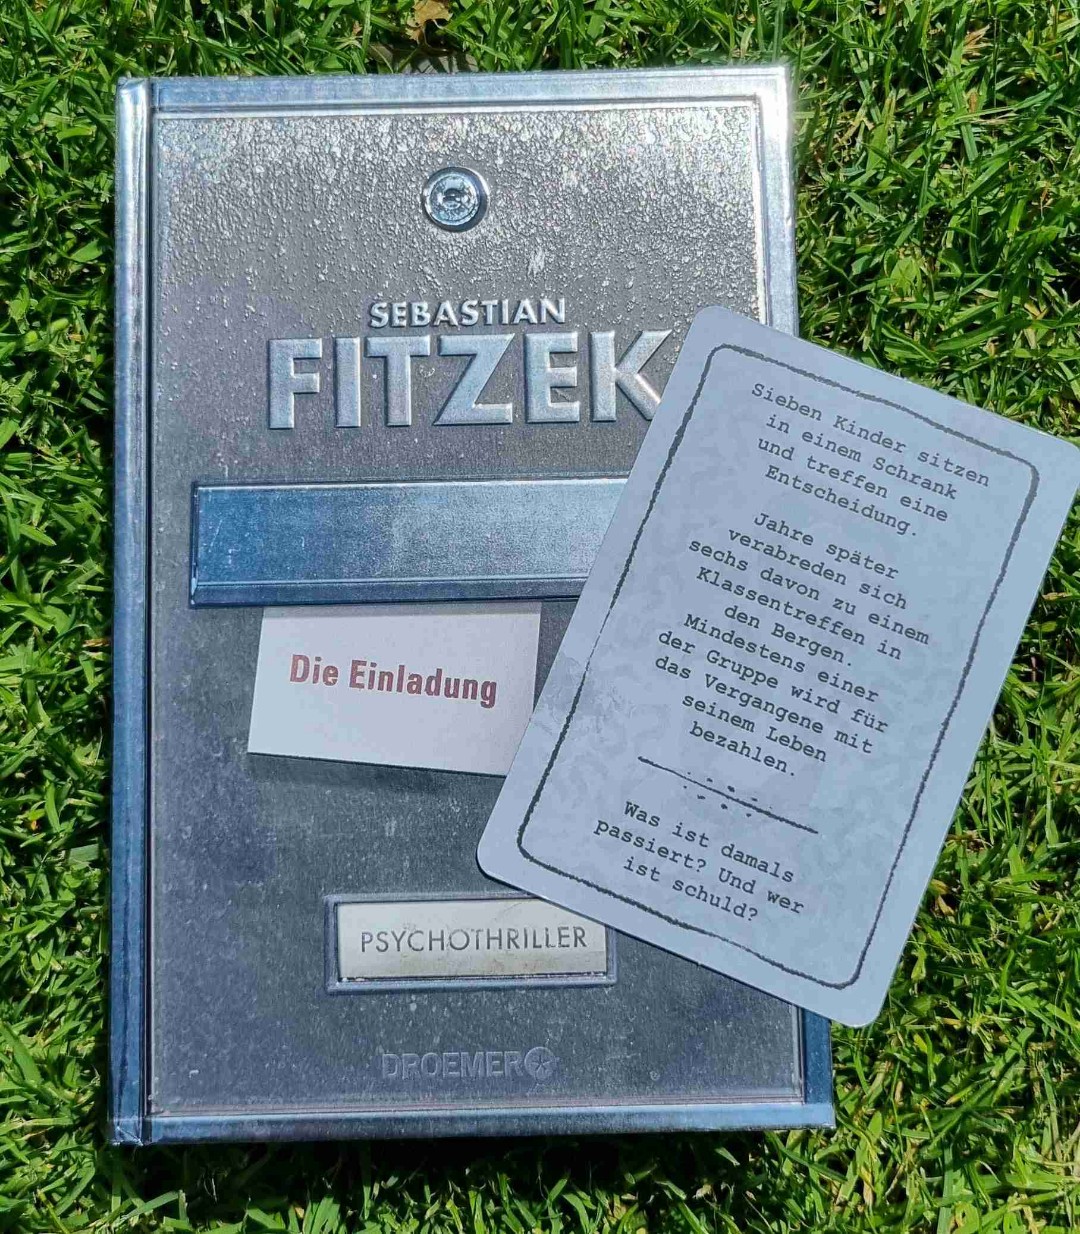 SEBASTIAN
FITZEK
Die Einladung
PSYCHOTHRILLER
DROEMER
Sieben Kinder sitzen
in einem Schrank
und treffen eine
Entscheidung.
Jahre später
verabreden sich
sechs davon zu einem
Klassentreffen in
den Bergen.
Mindestens einer
der Gruppe wird für
das Vergangene mit
seinem Leben
bezahlen.
Was ist damals
passiert? Und wer
ist schuld?